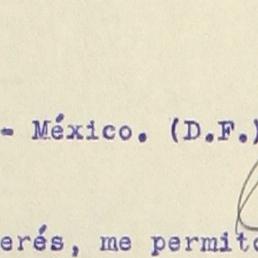 - México. (D.F.)
erés, me permito